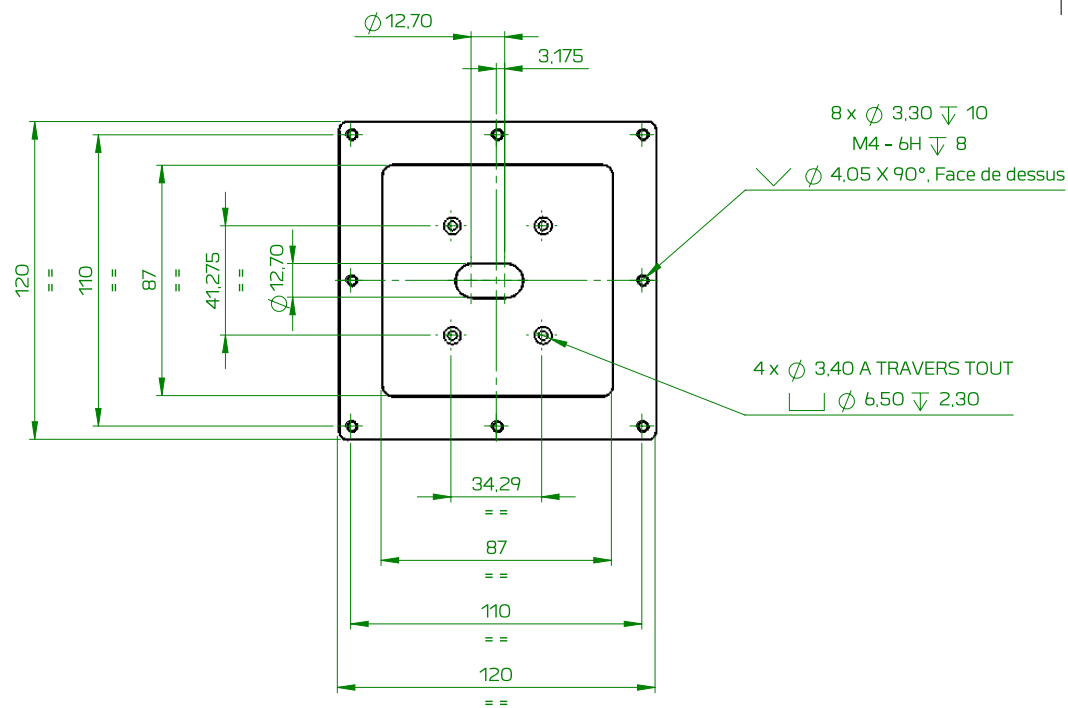 Ø 12,70
3,175
8 x Ø 3,30 ↧ 10
M4 - 6H ↧ 8
⌵ Ø 4,05 X 90°, Face de dessus
120
= =
110
= =
87
= =
41,275
= =
Ø 12,70
4 x Ø 3,40 A TRAVERS TOUT
⌴ Ø 6,50 ↧ 2,30
34,29
= =
87
= =
110
= =
120
= =